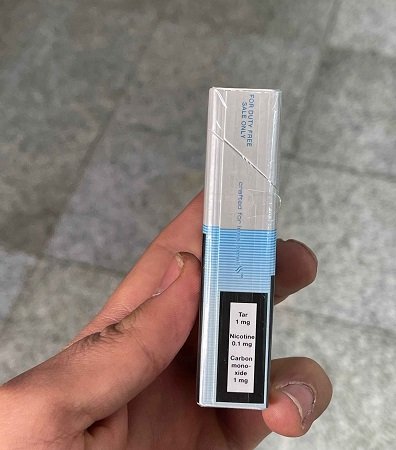 FOR DUTY FREE
SALE ONLY
crafted for
Tar
1 mg
Nicotine
0.1 mg
Carbon
mono-
xide
1 mg